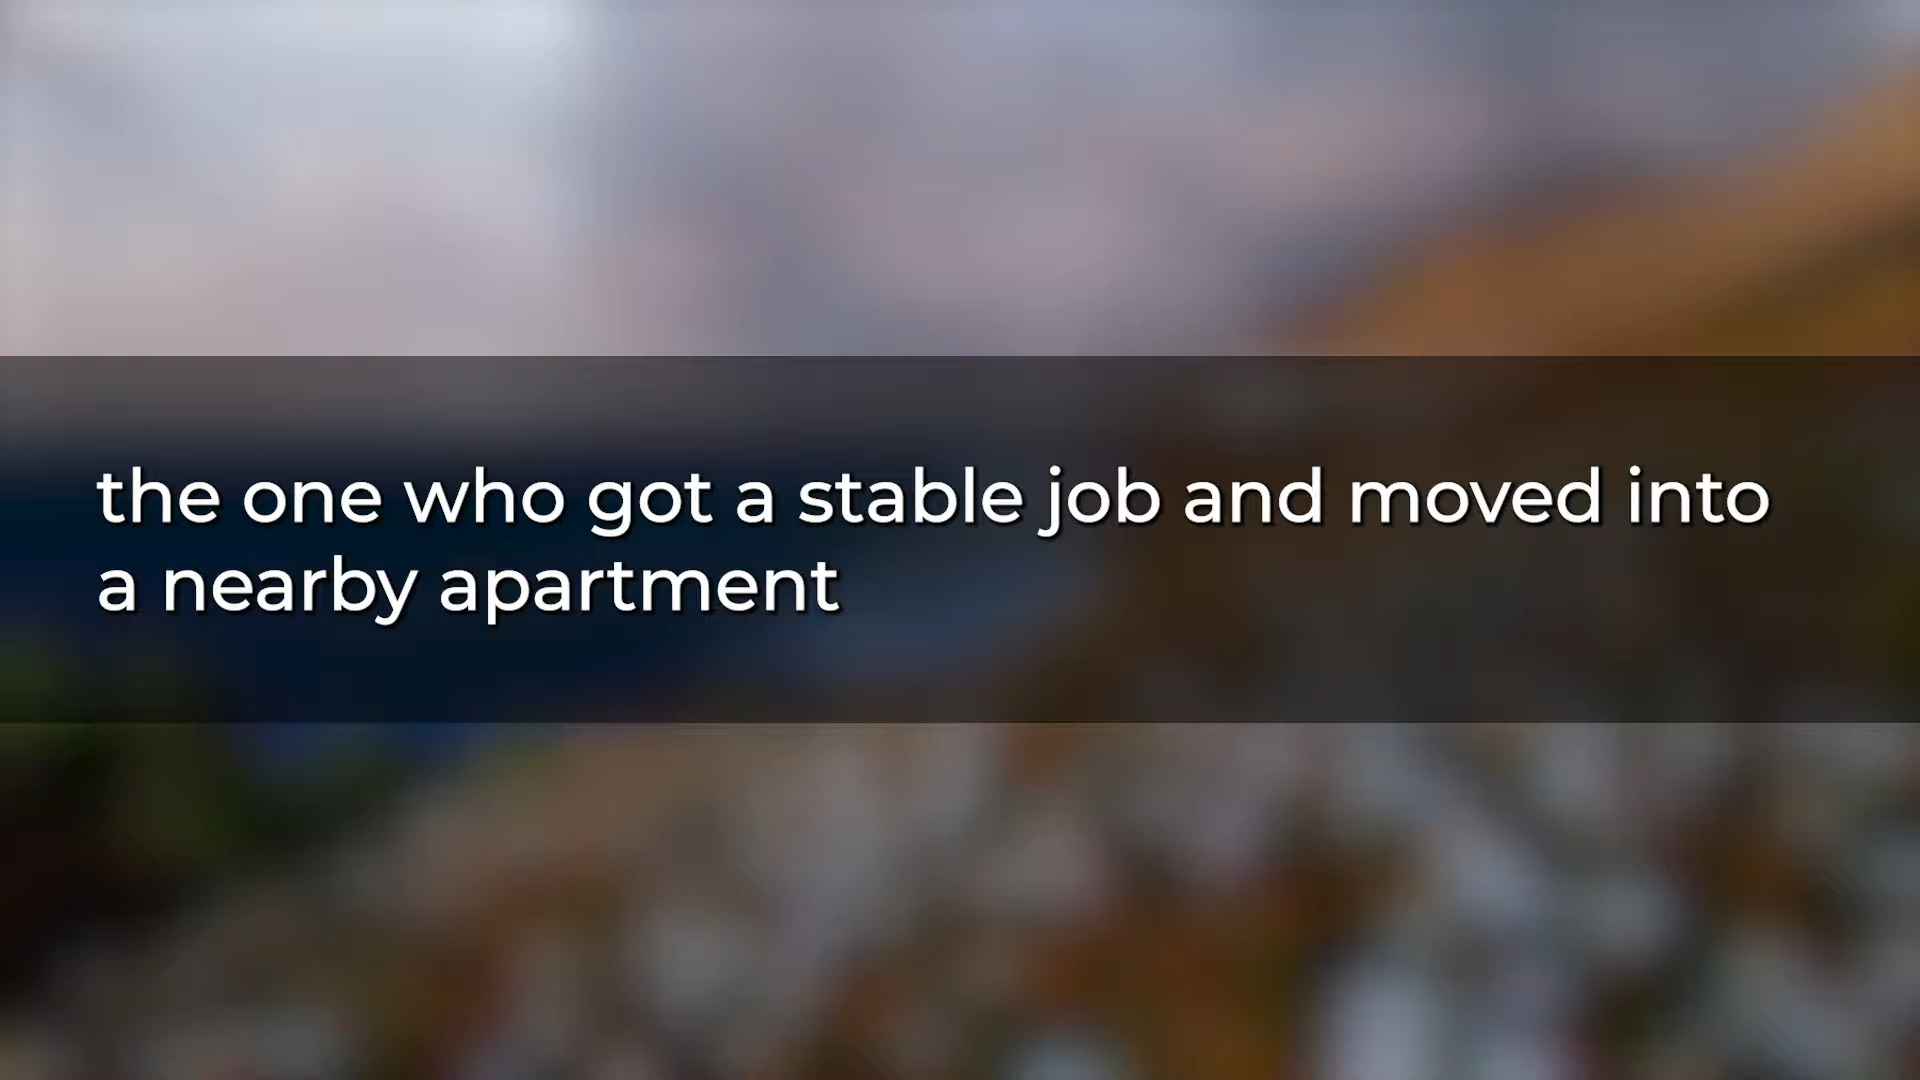 the one who got a stable job and moved into
a nearby apartment